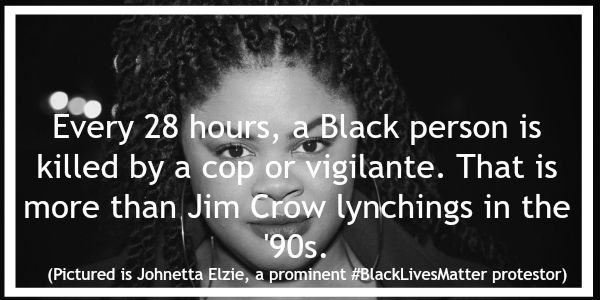 Every 28 hours, a Black person is
killed by a cop or vigilante. That is
more than Jim Crow lynchings in the
'90s.
(Pictured is Johnetta Elzie, a prominent #BlackLivesMatter protestor)